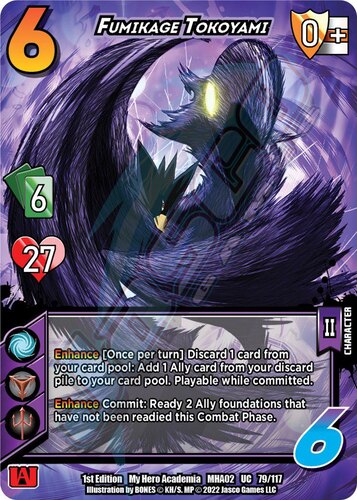 6
FUMIKAGE TOKOYAMI
0+
6
27
II
CHARACTER
Enhance [Once per turn] Discard 1 card from
your card pool: Add 1 Ally card from your discard
pile to your card pool. Playable while committed.
Enhance Commit: Ready 2 Ally foundations that
have not been readied this Combat Phase.
6
1st Edition My Hero Academia MHA02 UC 79/117
Illustration by BONES © KH/S. MP © 2022 Jasco Games LLC